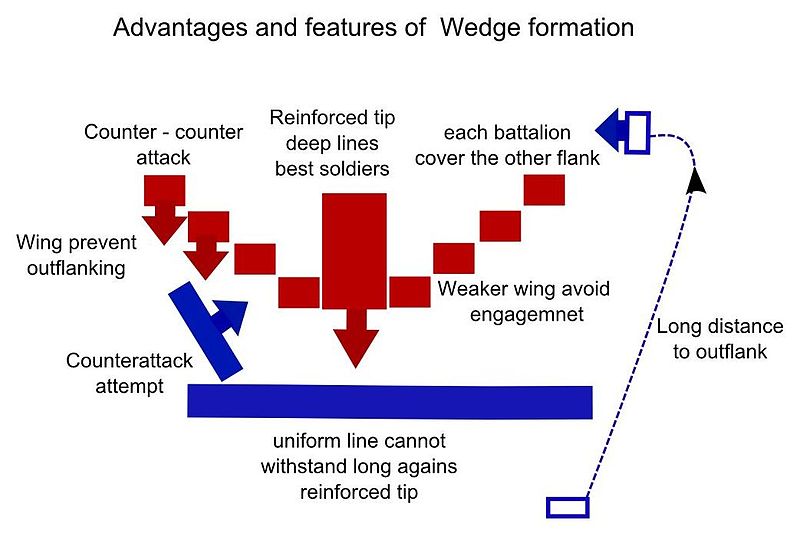 Advantages and features of  Wedge formation
Counter - counter
attack
Reinforced tip
deep lines
best soldiers
each battalion
cover the other flank
Wing prevent
outflanking
Weaker wing avoid
engagemnet
Counterattack
attempt
Long distance
to outflank
uniform line cannot
withstand long agains
reinforced tip